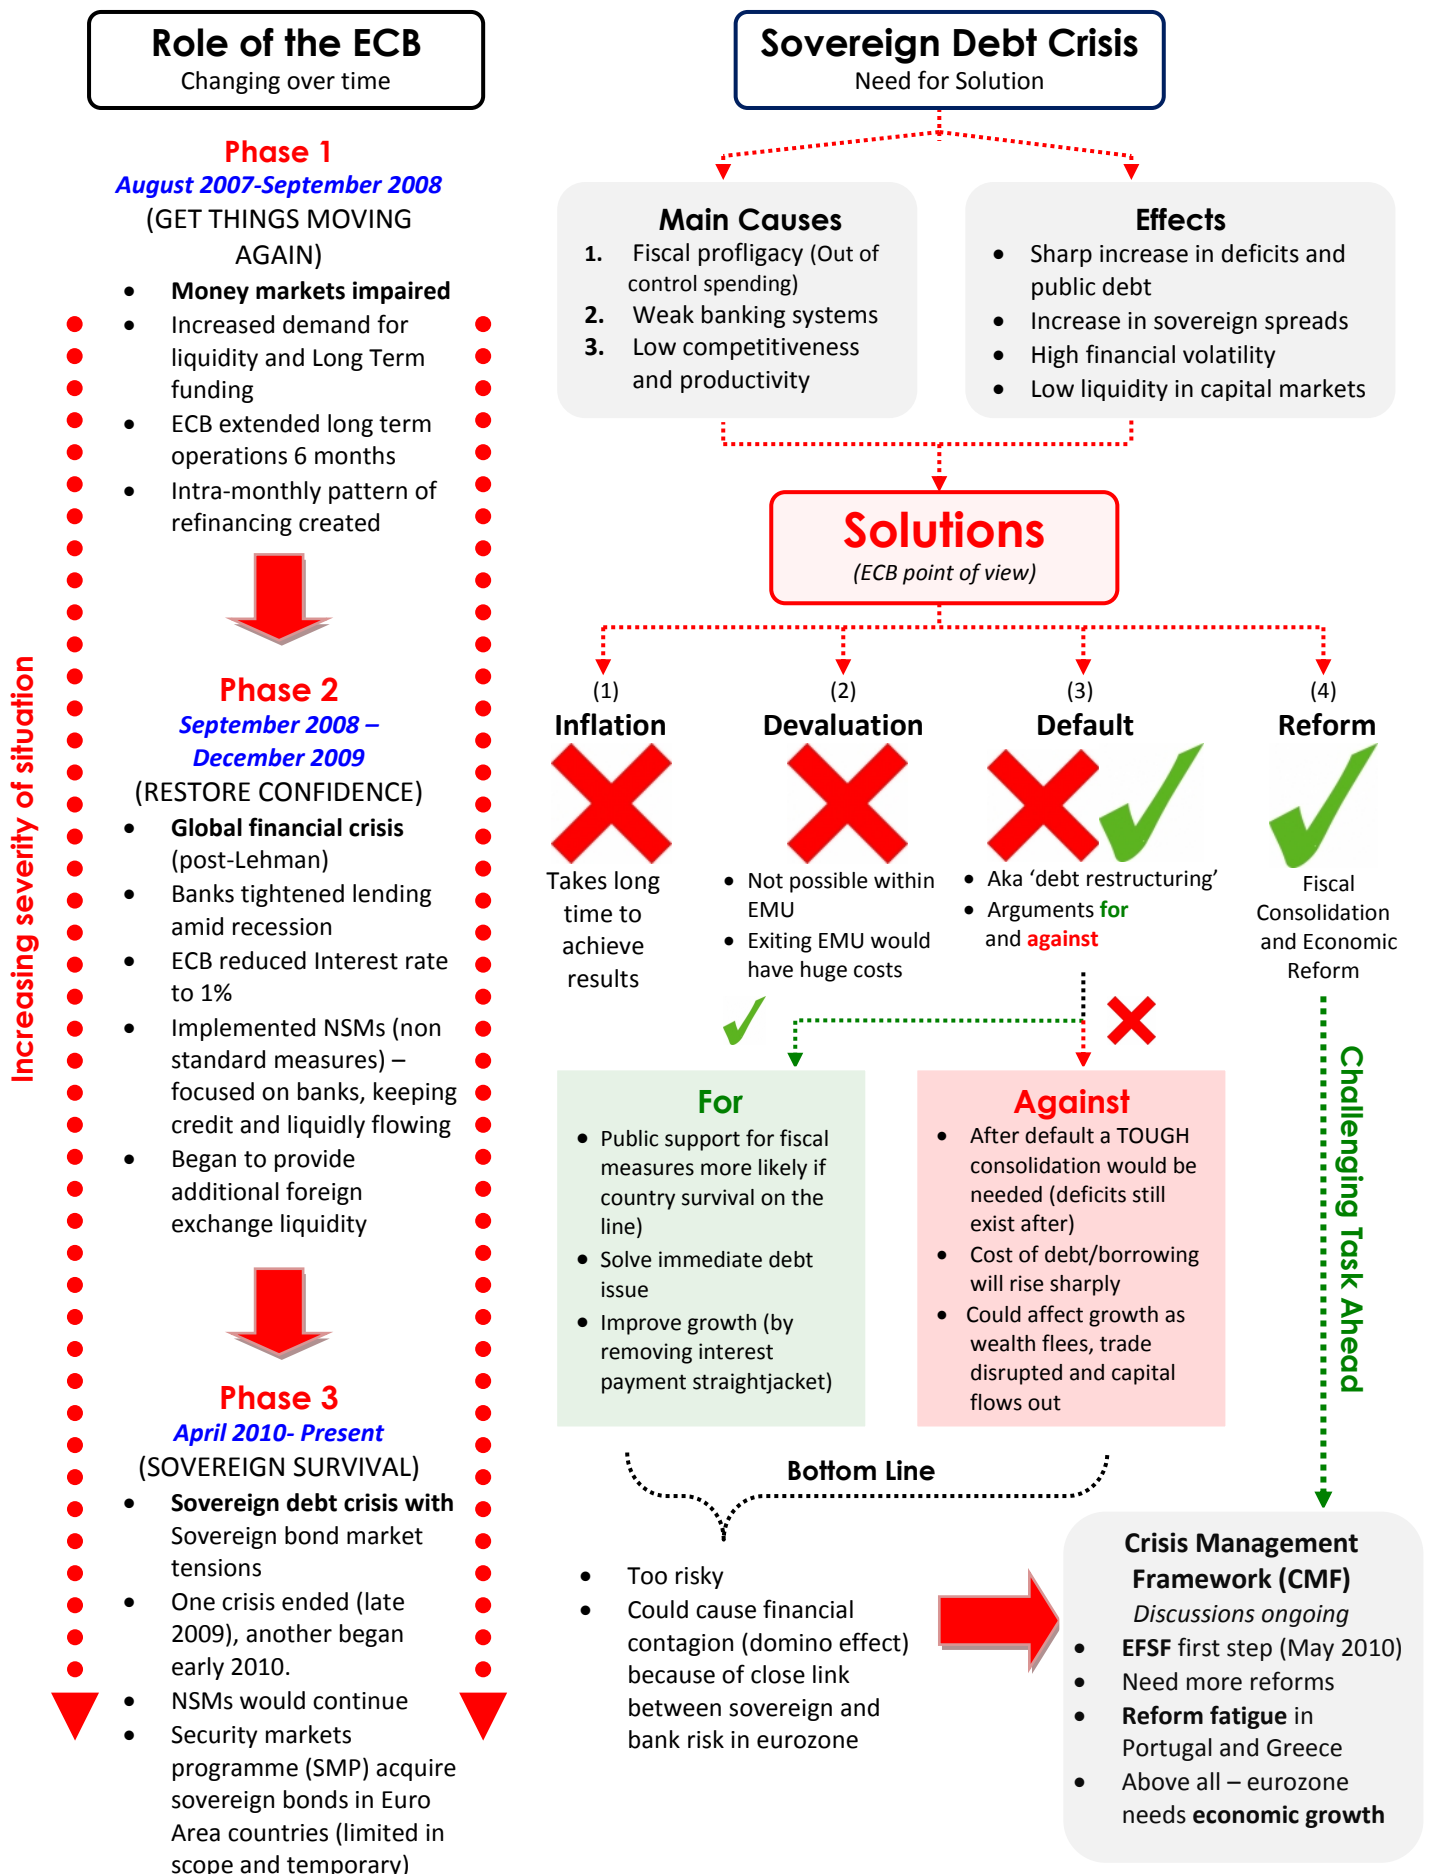 Role of the ECB
Changing over time
Phase 1
August 2007-September 2008
(GET THINGS MOVING
AGAIN)
• Money markets impaired
• Increased demand for
liquidity and Long Term
funding
• ECB extended long term
operations 6 months
• Intra-monthly pattern of
refinancing created
Phase 2
September 2008 –
December 2009
(RESTORE CONFIDENCE)
• Global financial crisis
(post-Lehman)
• Banks tightened lending
amid recession
• ECB reduced Interest rate
to 1%
• Implemented NSMs (non
standard measures) –
focused on banks, keeping
credit and liquidly flowing
• Began to provide
additional foreign
exchange liquidity
Phase 3
April 2010- Present
(SOVEREIGN SURVIVAL)
• Sovereign debt crisis with
Sovereign bond market
tensions
• One crisis ended (late
2009), another began
early 2010.
• NSMs would continue
• Security markets
programme (SMP) acquire
sovereign bonds in Euro
Area countries (limited in
scope and temporary)
Increasing severity of situation
Sovereign Debt Crisis
Need for Solution
Main Causes
1. Fiscal profligacy (Out of
control spending)
2. Weak banking systems
3. Low competitiveness
and productivity
Effects
• Sharp increase in deficits and
public debt
• Increase in sovereign spreads
• High financial volatility
• Low liquidity in capital markets
Solutions
(ECB point of view)
(1)
Inflation
Takes long
time to
achieve
results
(2)
Devaluation
• Not possible within
EMU
• Exiting EMU would
have huge costs
(3)
Default
• Aka ‘debt restructuring’
• Arguments for
and against
(4)
Reform
Fiscal
Consolidation
and Economic
Reform
For
• Public support for fiscal
measures more likely if
country survival on the
line)
• Solve immediate debt
issue
• Improve growth (by
removing interest
payment straightjacket)
Against
• After default a TOUGH
consolidation would be
needed (deficits still
exist after)
• Cost of debt/borrowing
will rise sharply
• Could affect growth as
wealth flees, trade
disrupted and capital
flows out
Challenging Task Ahead
Bottom Line
• Too risky
• Could cause financial
contagion (domino effect)
because of close link
between sovereign and
bank risk in eurozone
Crisis Management
Framework (CMF)
Discussions ongoing
• EFSF first step (May 2010)
• Need more reforms
• Reform fatigue in
Portugal and Greece
• Above all – eurozone
needs economic growth